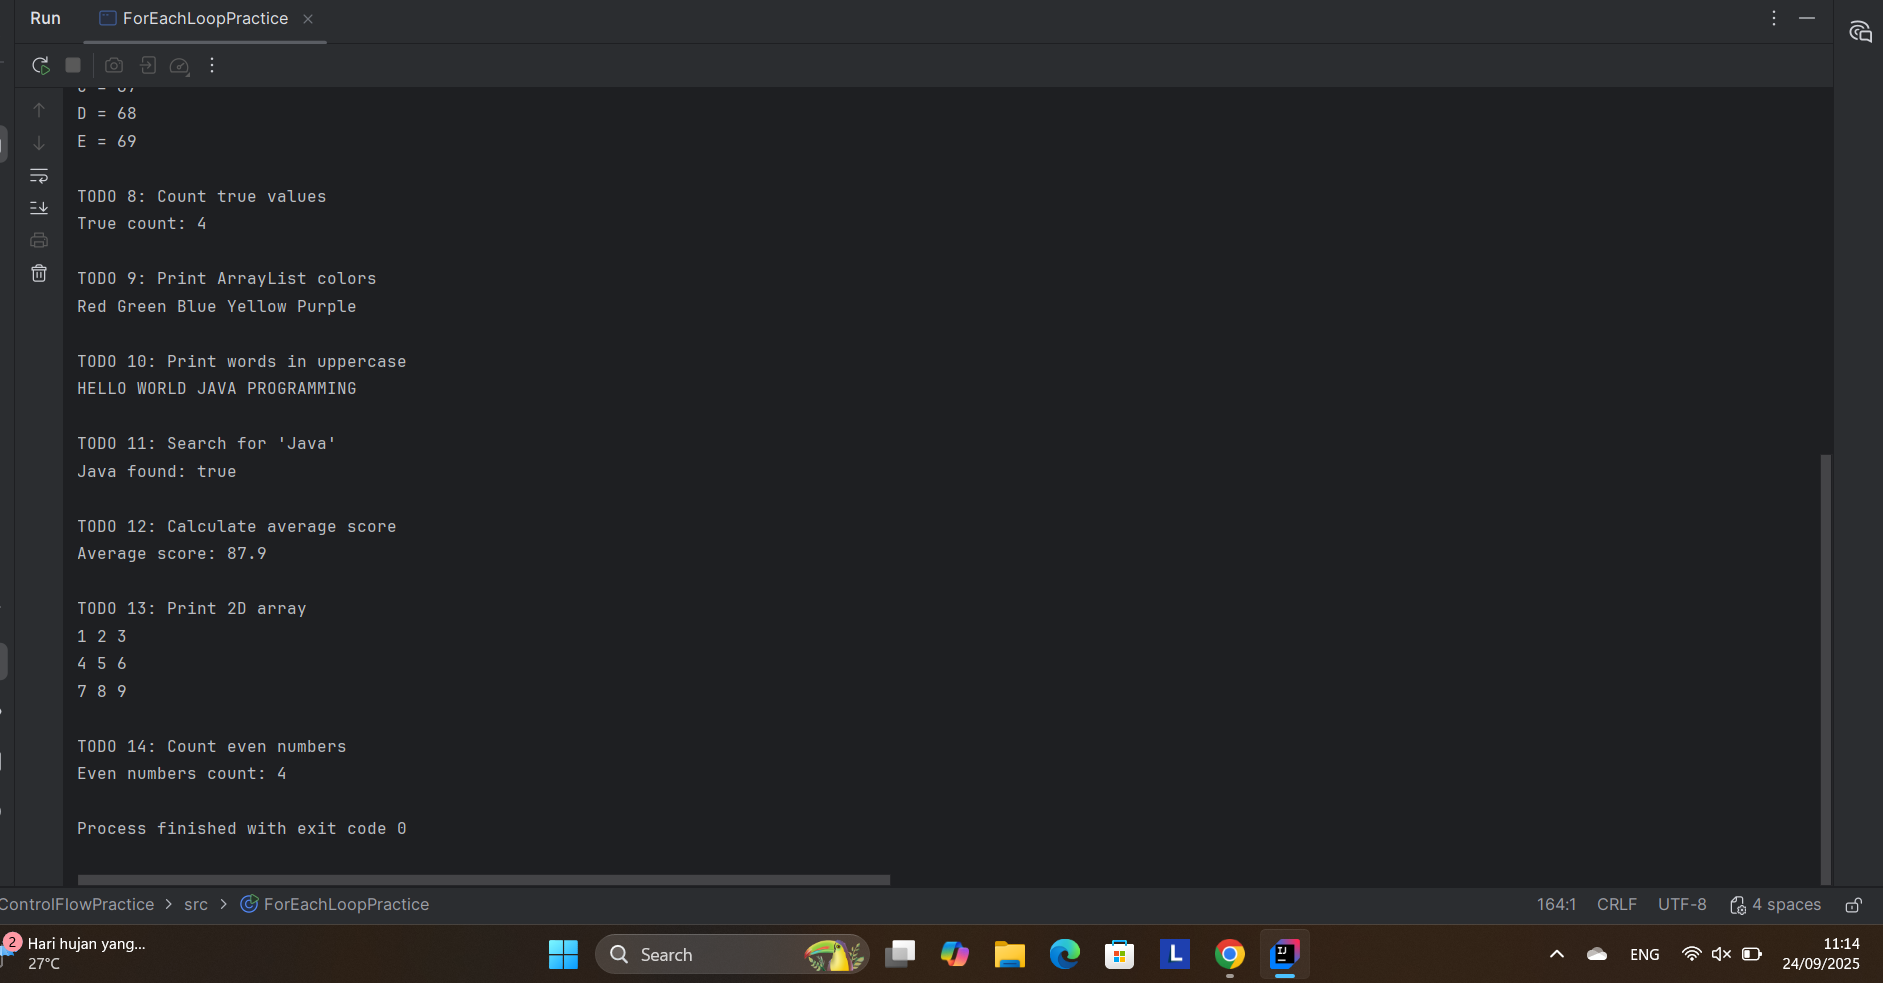 Run
ForEachLoopPractice
D = 68
E = 69
TODO 8: Count true values
True count: 4
TODO 9: Print ArrayList colors
Red Green Blue Yellow Purple
TODO 10: Print words in uppercase
HELLO WORLD JAVA PROGRAMMING
TODO 11: Search for 'Java'
Java found: true
TODO 12: Calculate average score
Average score: 87.9
TODO 13: Print 2D array
1 2 3
4 5 6
7 8 9
TODO 14: Count even numbers
Even numbers count: 4
Process finished with exit code 0
ControlFlowPractice > src > ForEachLoopPractice
164:1 CRLF UTF-8 4 spaces
2
Hari hujan yang...
27°C
Search
L
IJ
ENG
11:14
24/09/2025